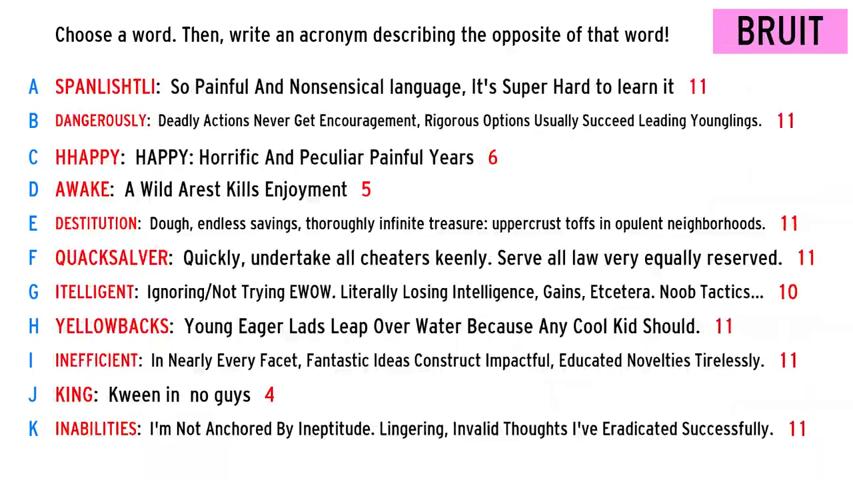 Choose a word. Then, write an acronym describing the opposite of that word!
BRUIT
A SPANLISHTLI: So Painful And Nonsensical language, It's Super Hard to learn it 11
B DANGEROUSLY: Deadly Actions Never Get Encouragement, Rigorous Options Usually Succeed Leading Younglings. 11
C HHAPPY: HAPPY: Horrific And Peculiar Painful Years 6
D AWAKE: A Wild Arest Kills Enjoyment 5
E DESTITUTION: Dough, endless savings, thoroughly infinite treasure: uppercrust toffs in opulent neighborhoods. 11
F QUACKSALVER: Quickly, undertake all cheaters keenly. Serve all law very equally reserved. 11
G ITELLIGENT: Ignoring/Not Trying EWOW. Literally Losing Intelligence, Gains, Etcetera. Noob Tactics... 10
H YELLOWBACKS: Young Eager Lads Leap Over Water Because Any Cool Kid Should. 11
I INEFFICIENT: In Nearly Every Facet, Fantastic Ideas Construct Impactful, Educated Novelties Tirelessly. 11
J KING: Kween in no guys 4
K INABILITIES: I'm Not Anchored By Ineptitude. Lingering, Invalid Thoughts I've Eradicated Successfully. 11